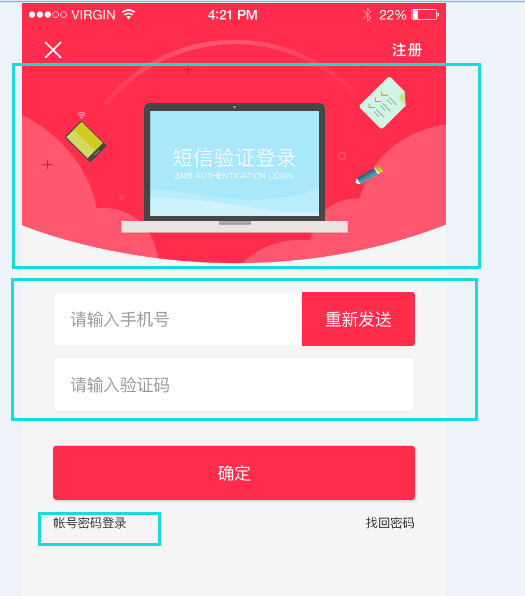 VIRGIN 4:21 PM 22%
注册
短信验证登录
SMS AUTHENTICATION LOGIN
请输入手机号 重新发送
请输入验证码
确定
帐号密码登录 找回密码